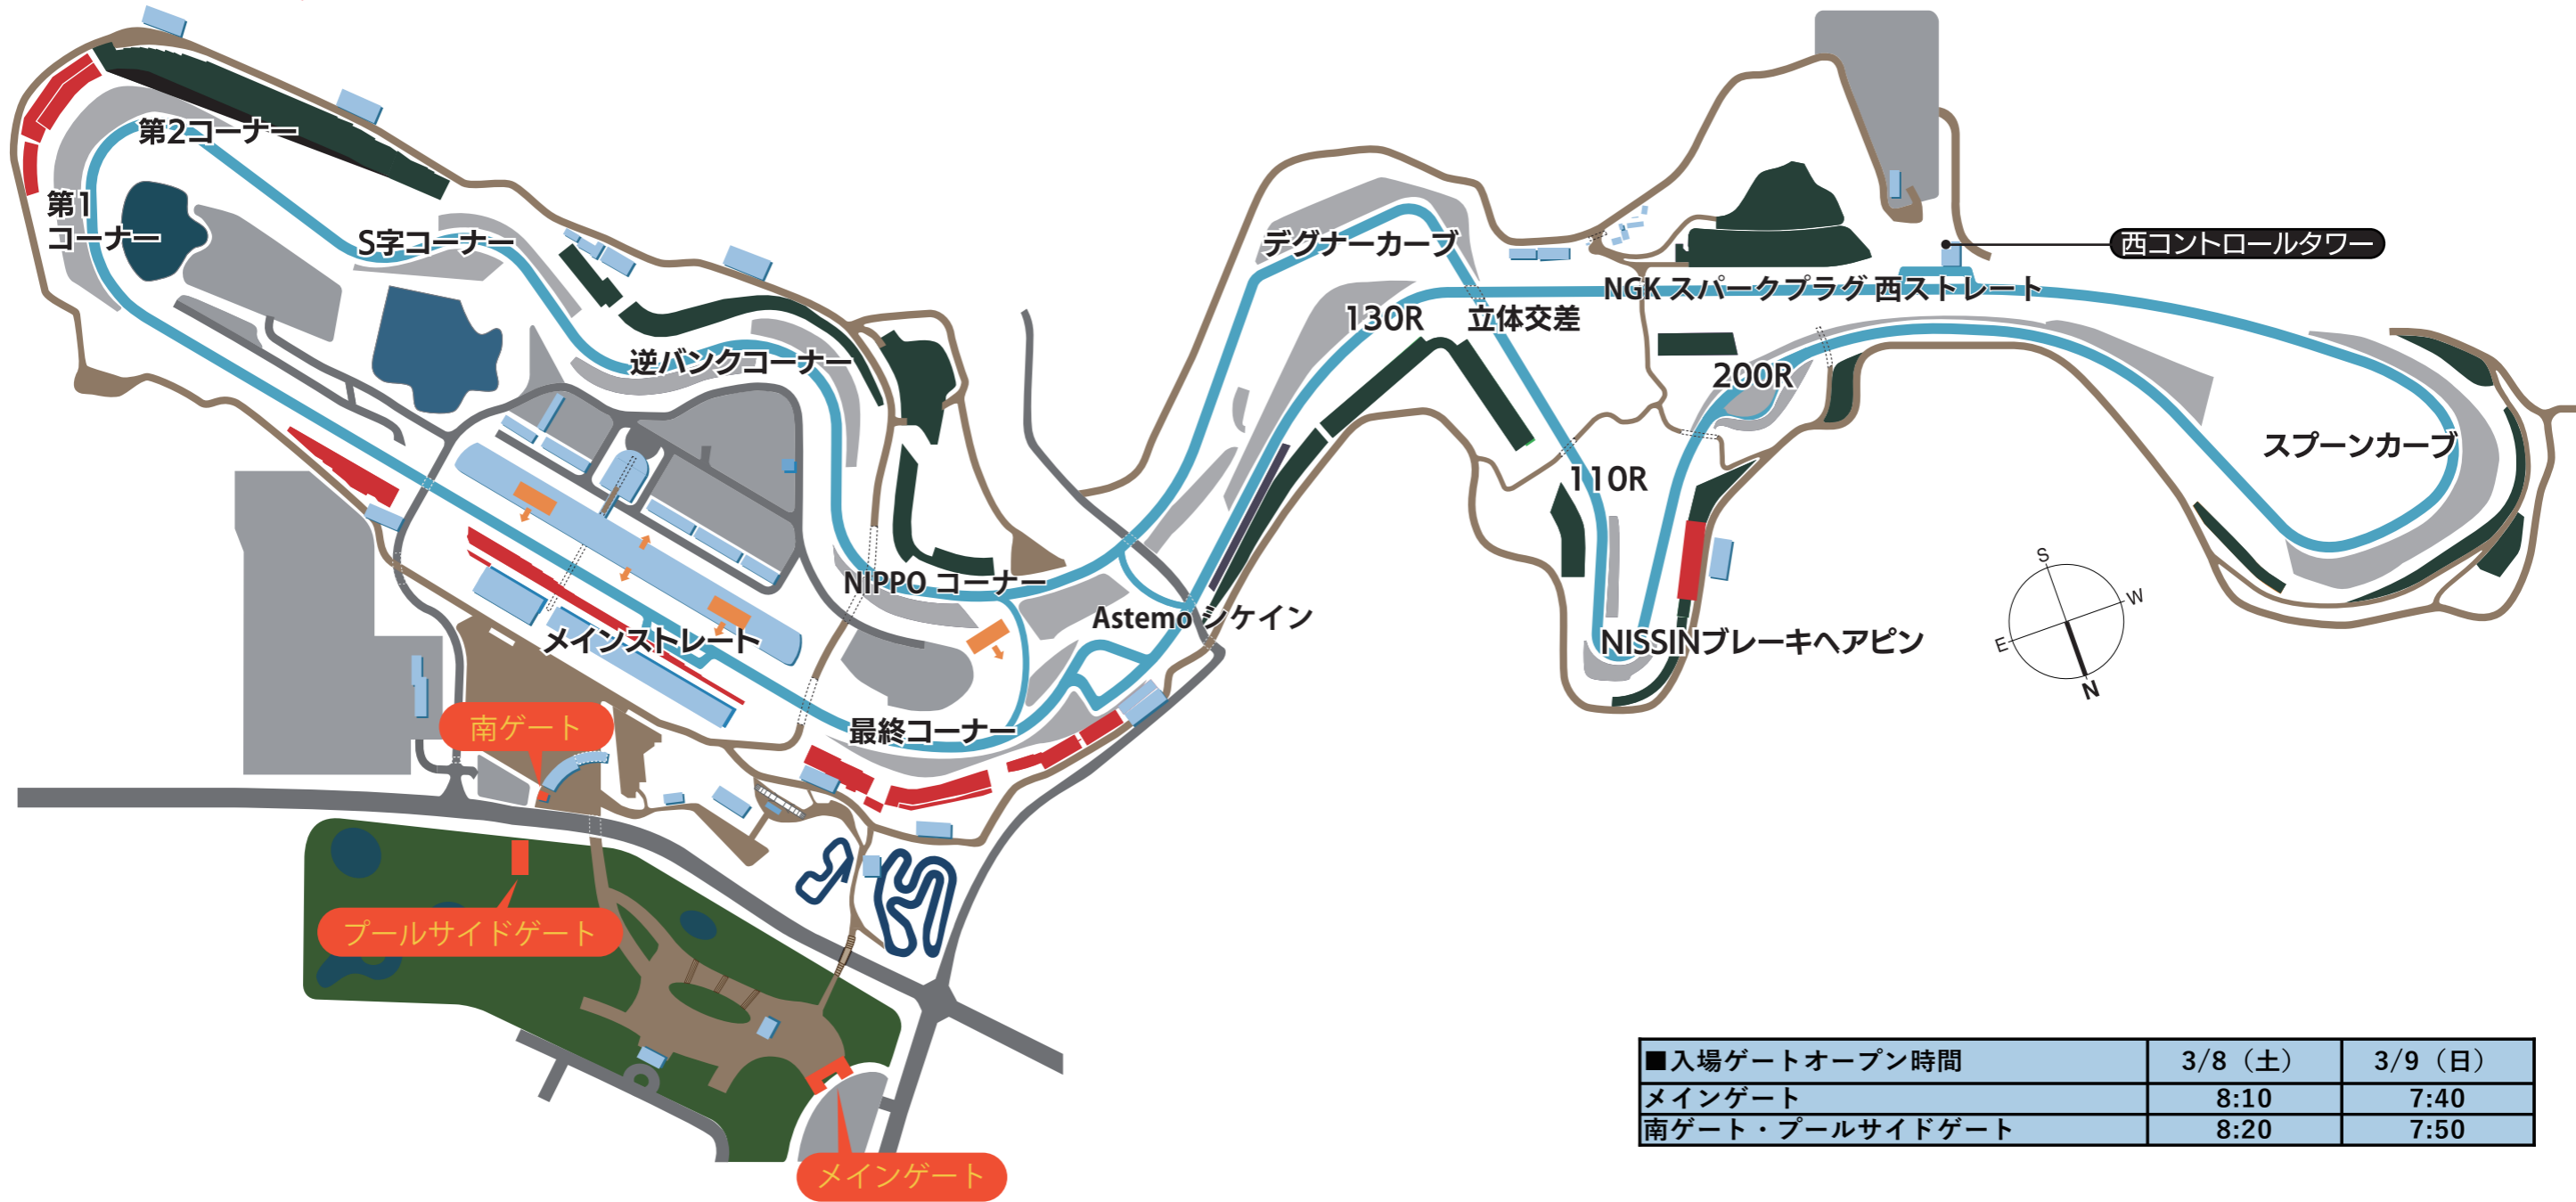 第2コーナー
第1
コーナー
S字コーナー
逆バンクコーナー
デグナーカーブ
西コントロールタワー
NGK スパークプラグ 西ストレート
130R
立体交差
200R
スプーンカーブ
110R
NIPPO コーナー
Astemo シケイン
メインストレート
NISSINブレーキヘアピン
最終コーナー
S
W
E
N
南ゲート
プールサイドゲート
メインゲート
■入場ゲートオープン時間 3/8（土） 3/9（日）
メインゲート 8:10 7:40
南ゲート・プールサイドゲート 8:20 7:50